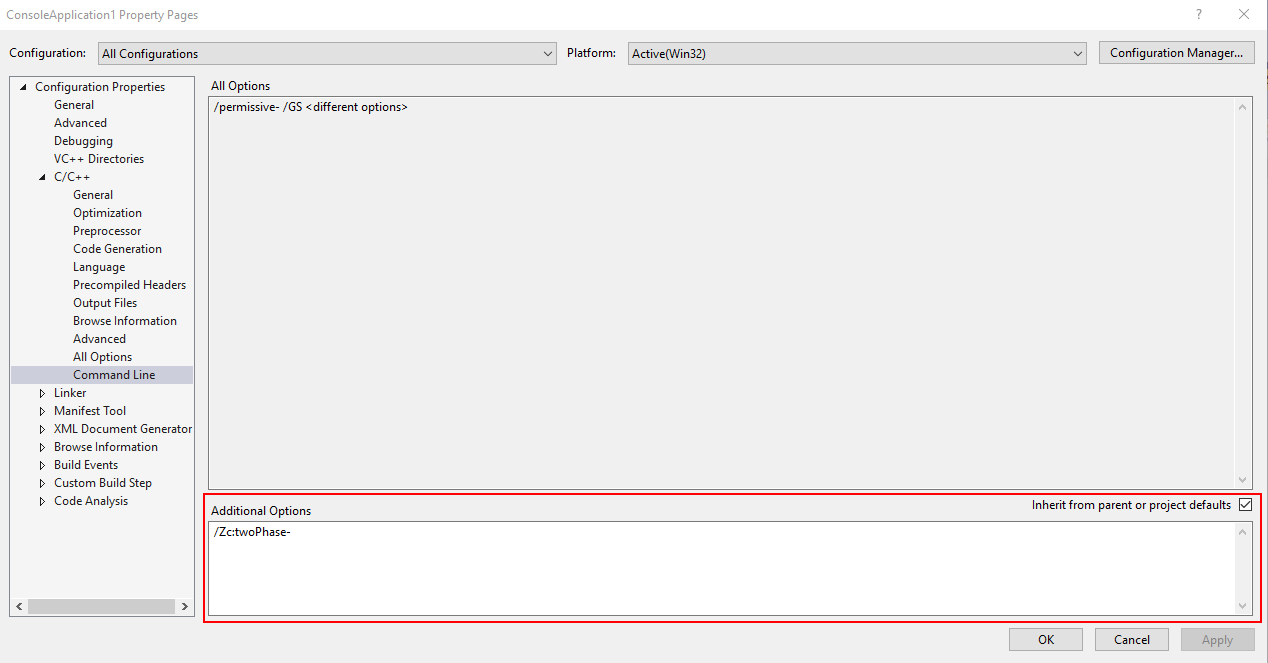 ConsoleApplication1 Property Pages
Configuration: All Configurations Platform: Active(Win32) Configuration Manager...
Configuration Properties
General
Advanced
Debugging
VC++ Directories
C/C++
General
Optimization
Preprocessor
Code Generation
Language
Precompiled Headers
Output Files
Browse Information
Advanced
All Options
Command Line
Linker
Manifest Tool
XML Document Generator
Browse Information
Build Events
Custom Build Step
Code Analysis
All Options
/permissive- /GS <different options>
Additional Options
Inherit from parent or project defaults
/Zc:twoPhase-
OK Cancel Apply